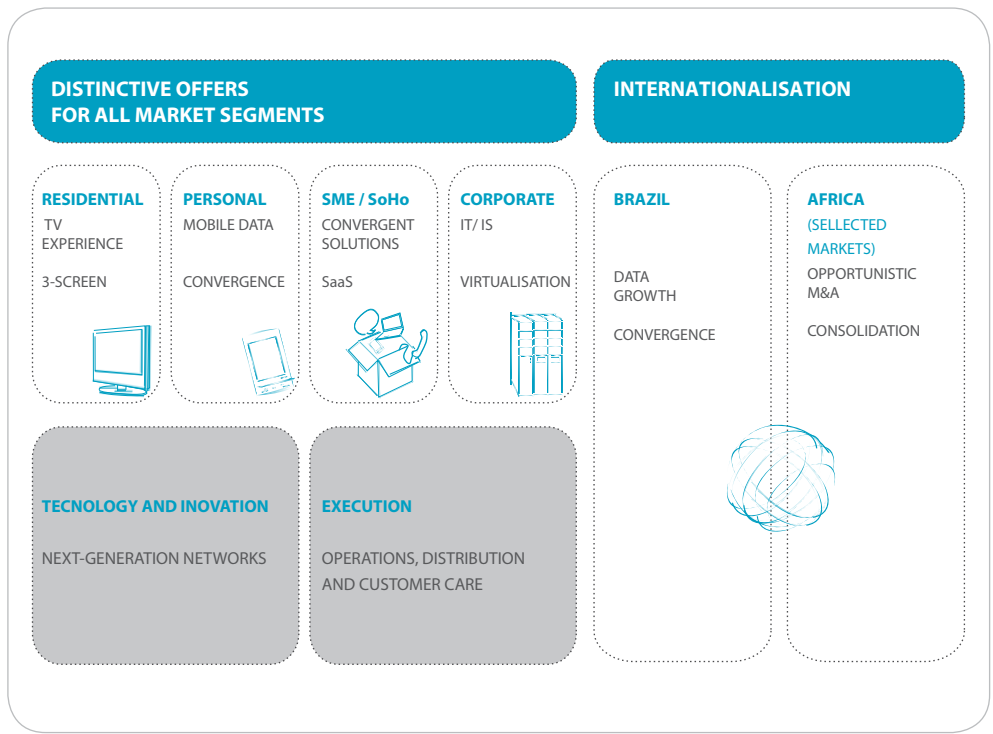 DISTINCTIVE OFFERS
FOR ALL MARKET SEGMENTS
INTERNATIONALISATION
RESIDENTIAL
TV
EXPERIENCE
3-SCREEN
PERSONAL
MOBILE DATA
CONVERGENCE
SME / SoHo
CONVERGENT
SOLUTIONS
SaaS
CORPORATE
IT/ IS
VIRTUALISATION
BRAZIL
DATA
GROWTH
CONVERGENCE
AFRICA
(SELLECTED
MARKETS)
OPPORTUNISTIC
M&A
CONSOLIDATION
TECNOLOGY AND INOVATION
NEXT-GENERATION NETWORKS
EXECUTION
OPERATIONS, DISTRIBUTION
AND CUSTOMER CARE